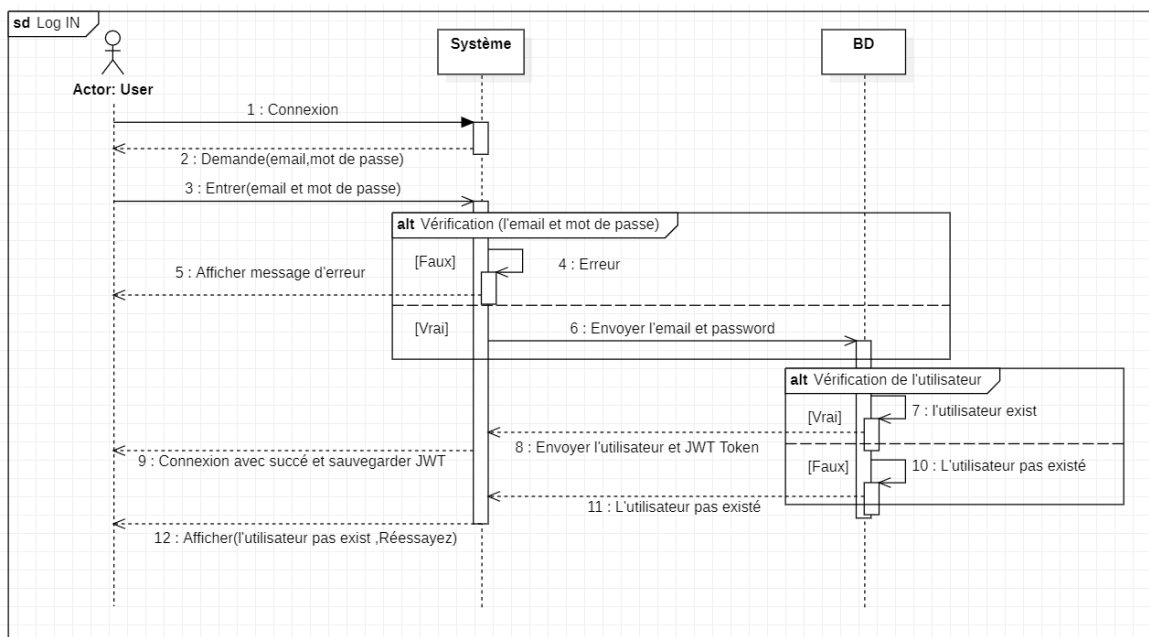 sd Log IN
Système
BD
Actor: User
1 : Connexion
2 : Demande(email,mot de passe)
3 : Entrer(email et mot de passe)
alt Vérification (l'email et mot de passe)
[Faux]
4 : Erreur
5 : Afficher message d'erreur
[Vrai]
6 : Envoyer l'email et password
alt Vérification de l'utilisateur
[Vrai]
7 : l'utilisateur exist
8 : Envoyer l'utilisateur et JWT Token
9 : Connexion avec succé et sauvegarder JWT
[Faux]
10 : L'utilisateur pas existé
11 : L'utilisateur pas existé
12 : Afficher(l'utilisateur pas exist ,Réessayez)